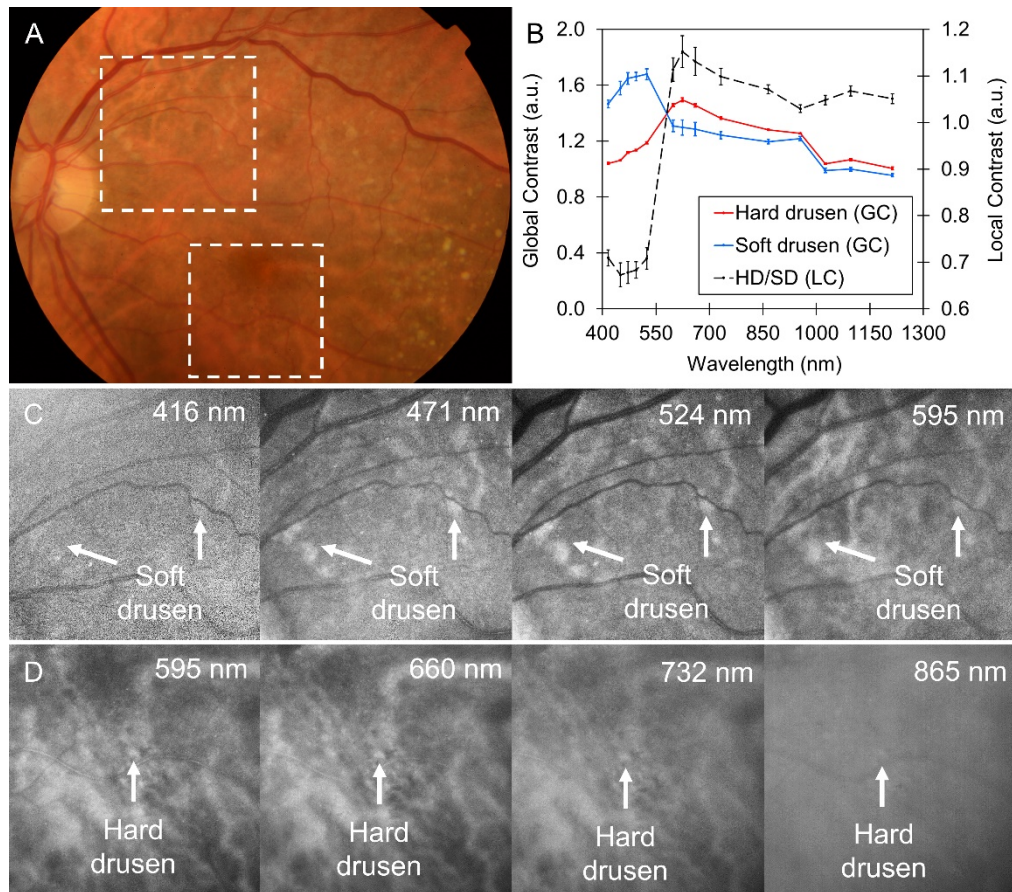 A
B
2.0
1.6
1.2
0.8
0.4
0.0
Global Contrast (a.u.)
1.2
1.1
1.0
0.9
0.8
0.7
0.6
Local Contrast (a.u.)
Hard drusen (GC)
Soft drusen (GC)
HD/SD (LC)
400 550 700 850 1000 1150 1300
Wavelength (nm)
C
416 nm
471 nm
524 nm
595 nm
Soft
drusen
Soft
drusen
Soft
drusen
Soft
drusen
D
595 nm
660 nm
732 nm
865 nm
Hard
drusen
Hard
drusen
Hard
drusen
Hard
drusen